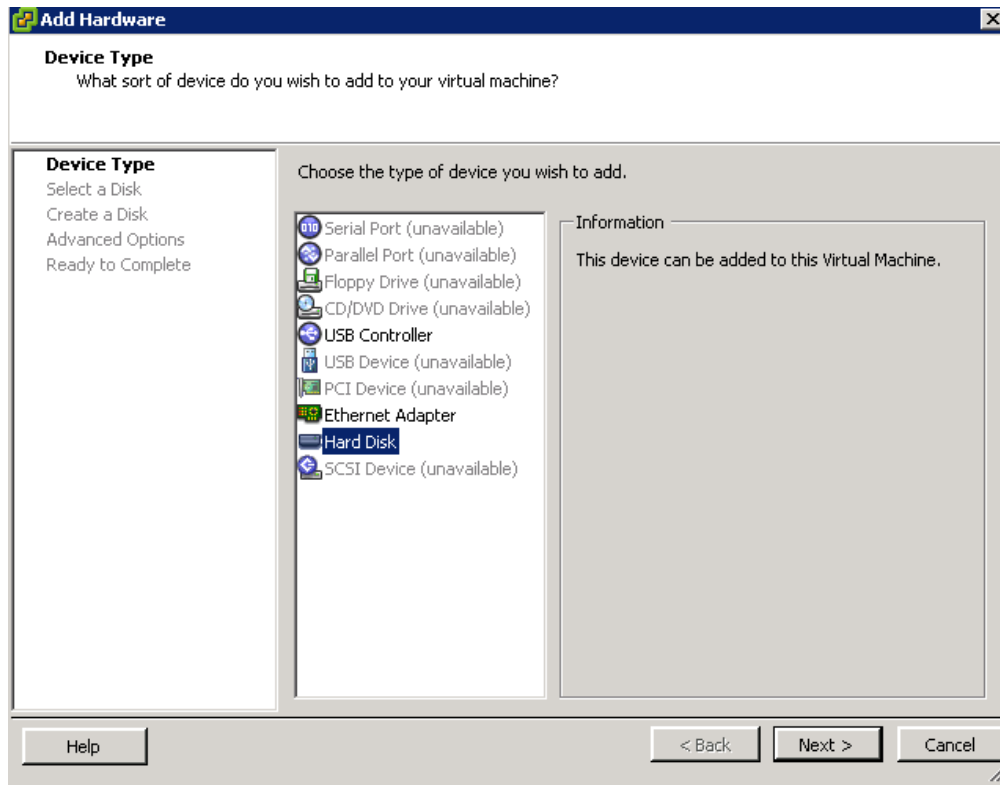 Add Hardware
Device Type
What sort of device do you wish to add to your virtual machine?
Device Type
Select a Disk
Create a Disk
Advanced Options
Ready to Complete
Choose the type of device you wish to add.
Serial Port (unavailable)
Parallel Port (unavailable)
Floppy Drive (unavailable)
CD/DVD Drive (unavailable)
USB Controller
USB Device (unavailable)
PCI Device (unavailable)
Ethernet Adapter
Hard Disk
SCSI Device (unavailable)
Information
This device can be added to this Virtual Machine.
Help
< Back
Next >
Cancel